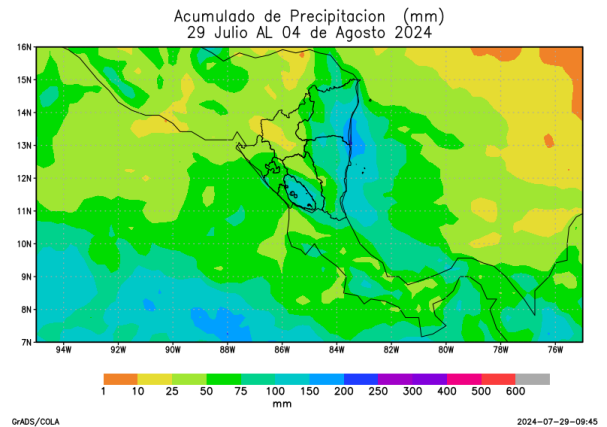 Acumulado de Precipitacion (mm)
29 Julio AL 04 de Agosto 2024
16N
15N
14N
13N
12N
11N
10N
9N
8N
7N
94W 92W 90W 88W 86W 84W 82W 80W 78W 76W
1 10 25 50 75 100 150 200 250 300 400 500 600
mm
GrADS/COLA
2024-07-29-09:45